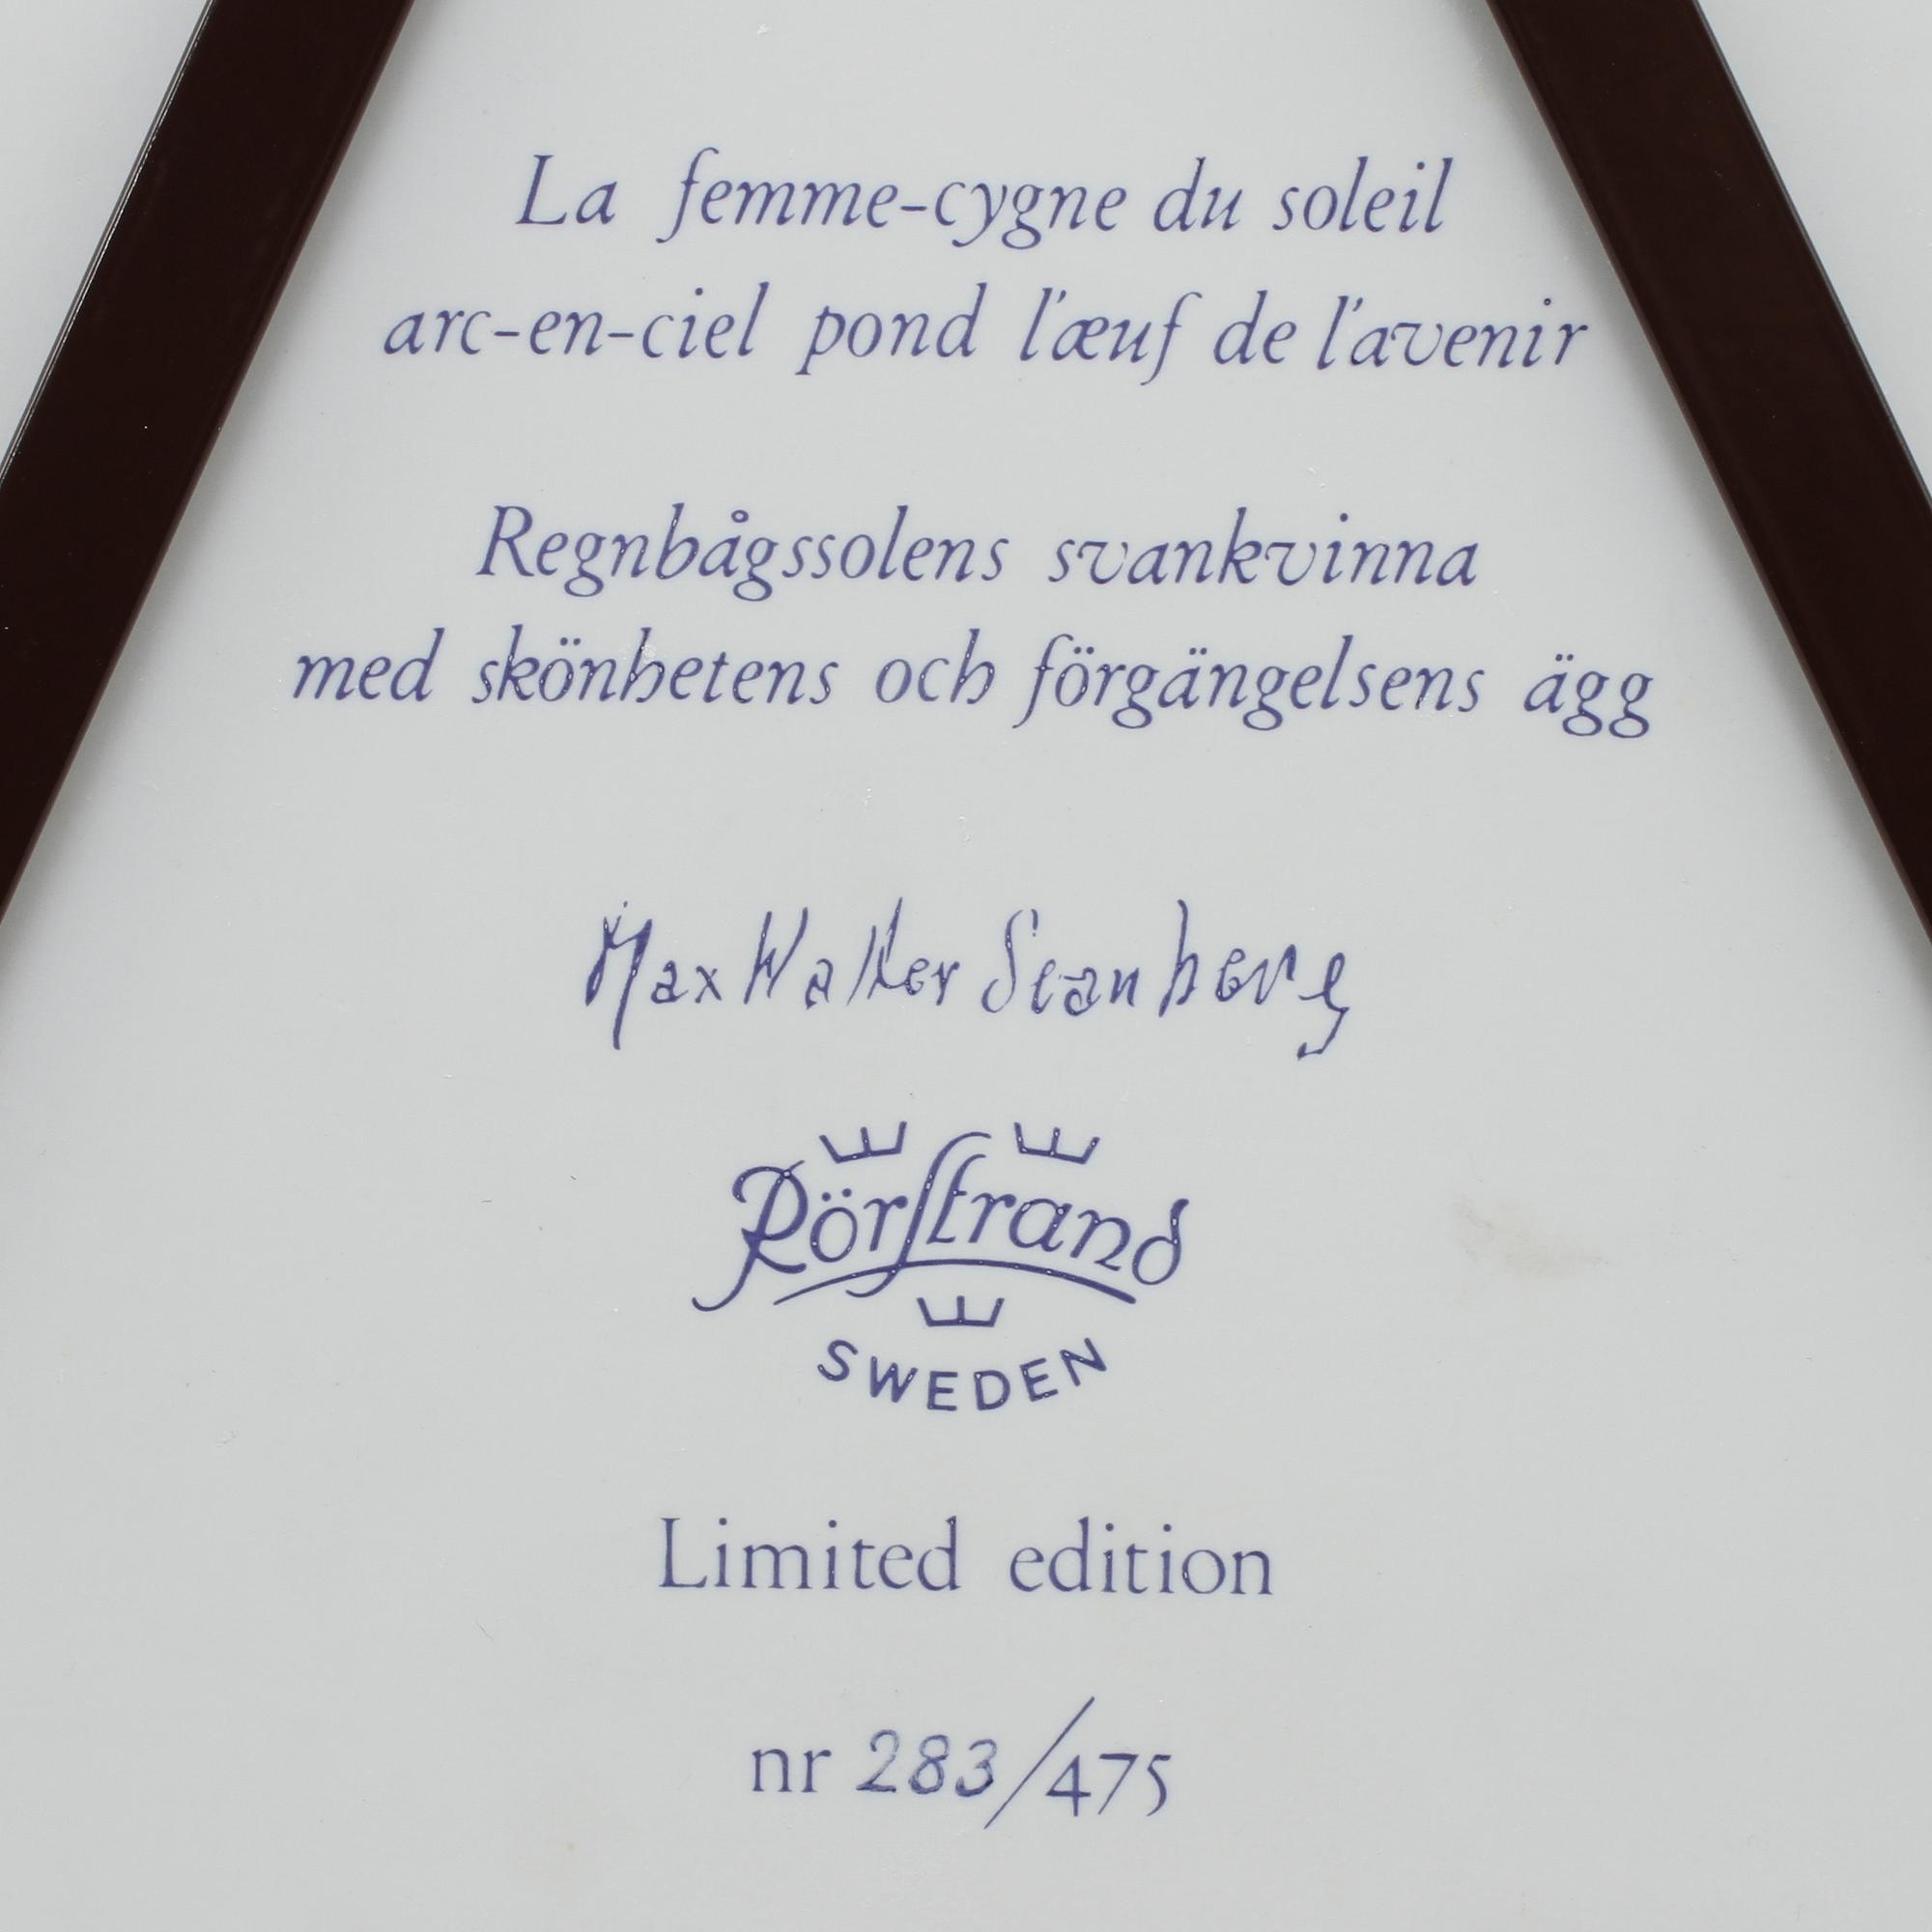 La femme-cygne du soleil
arc-en-ciel pond l'œuf de l'avenir
Regnbågssolens svankvinna
med skönhetens och förgängelsens ägg
Max Walter Svanberg
Rörstrand
SWEDEN
Limited edition
nr 283/475